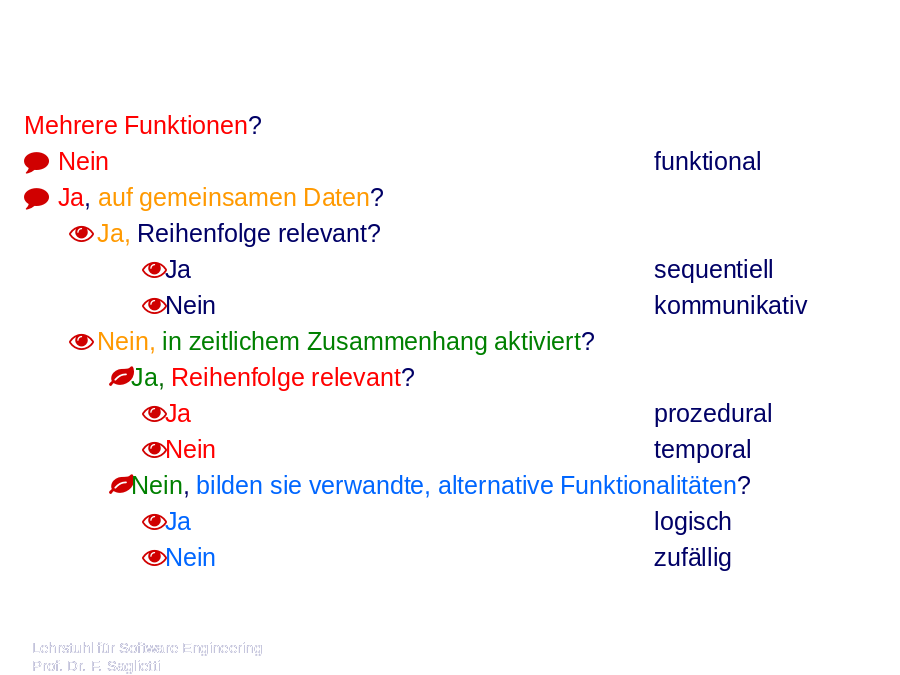 Mehrere Funktionen?
Nein funktional
Ja, auf gemeinsamen Daten?
Ja, Reihenfolge relevant?
Ja sequentiell
Nein kommunikativ
Nein, in zeitlichem Zusammenhang aktiviert?
Ja, Reihenfolge relevant?
Ja prozedural
Nein temporal
Nein, bilden sie verwandte, alternative Funktionalitäten?
Ja logisch
Nein zufällig
Lehrstuhl für Software Engineering
Prof. Dr. F. Saglietti